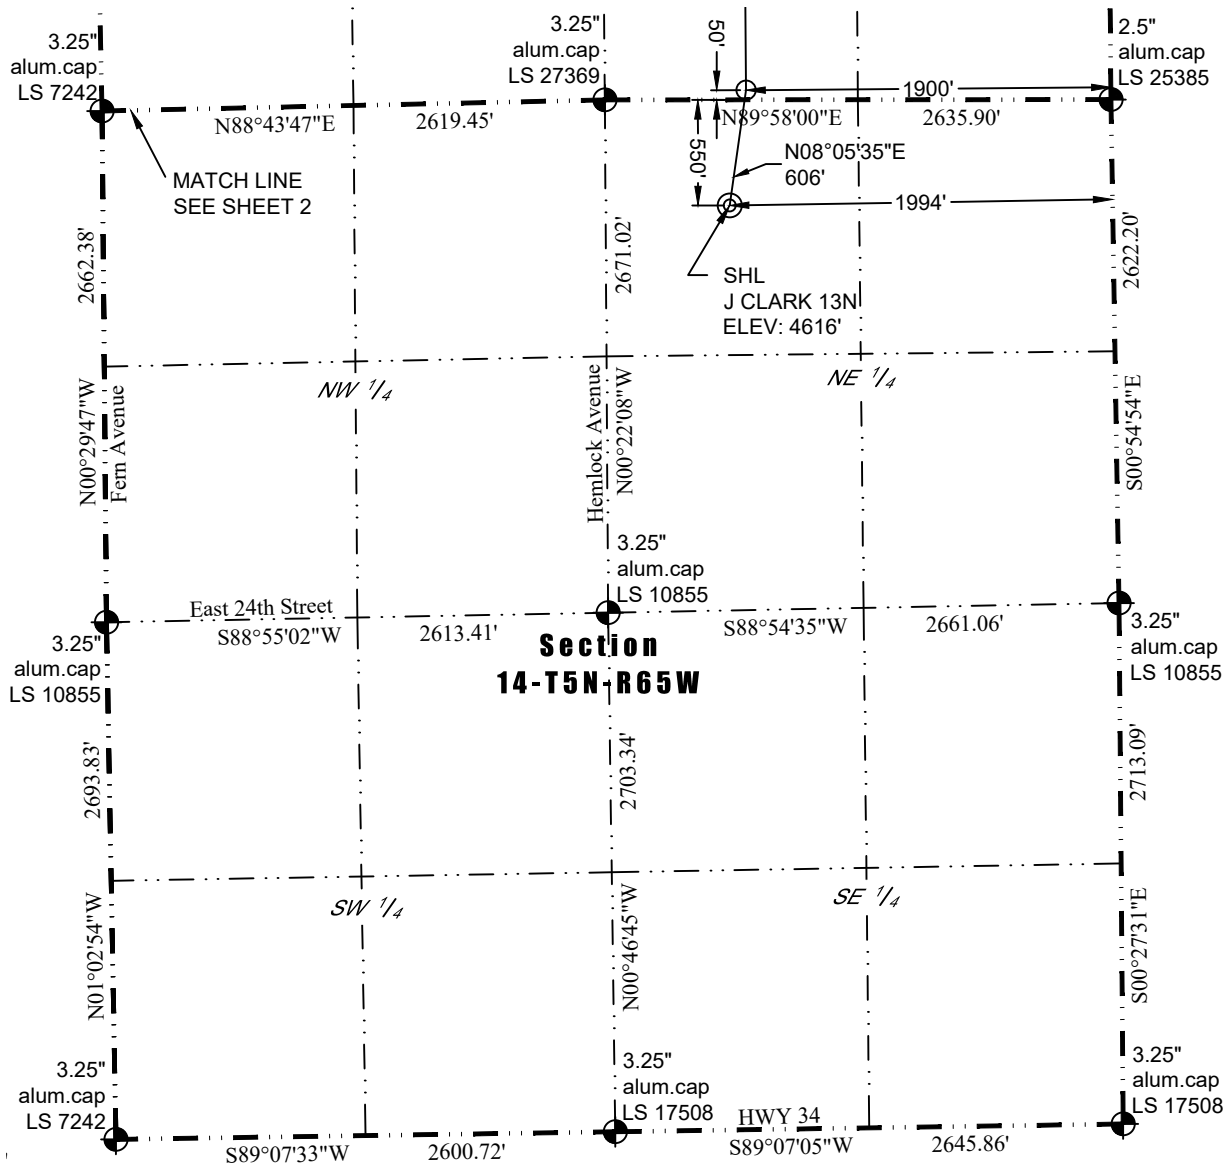 3.25"
alum.cap
LS 7242
3.25"
alum.cap
LS 27369
50'
1900'
2.5"
alum.cap
LS 25385
N88°43'47"E
2619.45'
N89°58'00"E
2635.90'
MATCH LINE
SEE SHEET 2
550'
N08°05'35"E
606'
1994'
SHL
J CLARK 13N
ELEV: 4616'
2662.38'
2671.02'
2622.20'
NW 1/4
NE 1/4
N00°29'47"W
Fern Avenue
Hemlock Avenue
N00°22'08"W
S00°54'54"E
3.25"
alum.cap
LS 10855
East 24th Street
S88°55'02"W
2613.41'
S88°54'35"W
2661.06'
3.25"
alum.cap
LS 10855
Section
14-T5N-R65W
3.25"
alum.cap
LS 10855
2693.83'
2703.34'
2713.09'
SW 1/4
SE 1/4
N01°02'54"W
N00°46'45"W
S00°27'31"E
3.25"
alum.cap
LS 7242
3.25"
alum.cap
LS 17508
3.25"
alum.cap
LS 17508
HWY 34
S89°07'33"W
2600.72'
S89°07'05"W
2645.86'